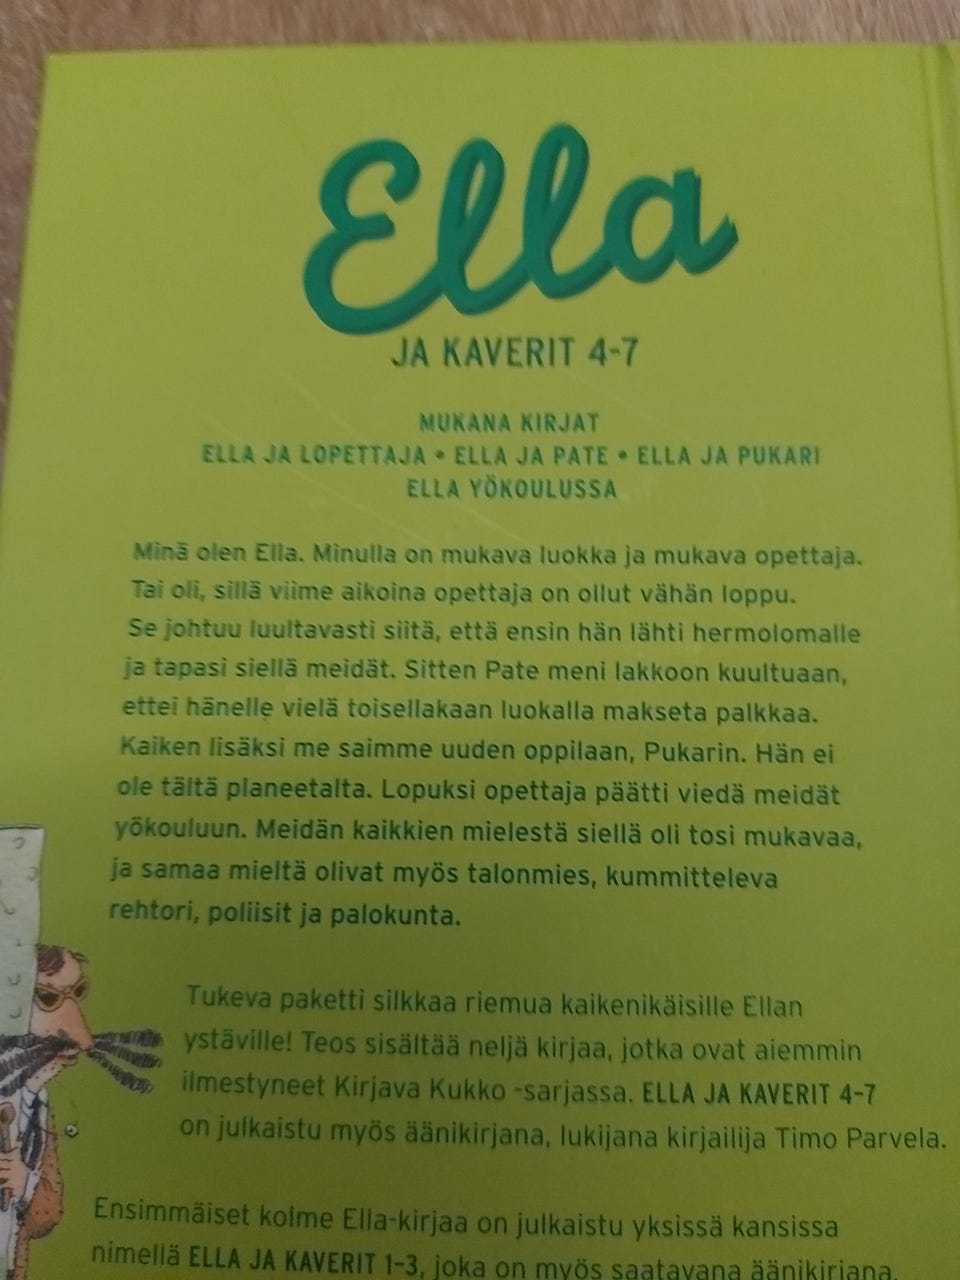 Ella
JA KAVERIT 4-7
MUKANA KIRJAT
ELLA JA LOPETTAJA • ELLA JA PATE • ELLA JA PUKARI
ELLA YÖKOULUSSA
Minä olen Ella. Minulla on mukava luokka ja mukava opettaja.
Tai oli, sillä viime aikoina opettaja on ollut vähän loppu.
Se johtuu luultavasti siitä, että ensin hän lähti hermolomalle
ja tapasi siellä meidät. Sitten Pate meni lakkoon kuultuaan,
ettei hänelle vielä toisellakaan luokalla makseta palkkaa.
Kaiken lisäksi me saimme uuden oppilaan, Pukarin. Hän ei
ole tältä planeetalta. Lopuksi opettaja päätti viedä meidät
yökouluun. Meidän kaikkien mielestä siellä oli tosi mukavaa,
ja samaa mieltä olivat myös talonmies, kummitteleva
rehtori, poliisit ja palokunta.
Tukeva paketti silkkaa riemua kaikenikäisille Ellan
ystäville! Teos sisältää neljä kirjaa, jotka ovat aiemmin
ilmestyneet Kirjava Kukko -sarjassa. ELLA JA KAVERIT 4-7
on julkaistu myös äänikirjana, lukijana kirjailija Timo Parvela.
Ensimmäiset kolme Ella-kirjaa on julkaistu yksissä kansissa
nimellä ELLA JA KAVERIT 1-3, joka on myös saatavana äänikirjana.